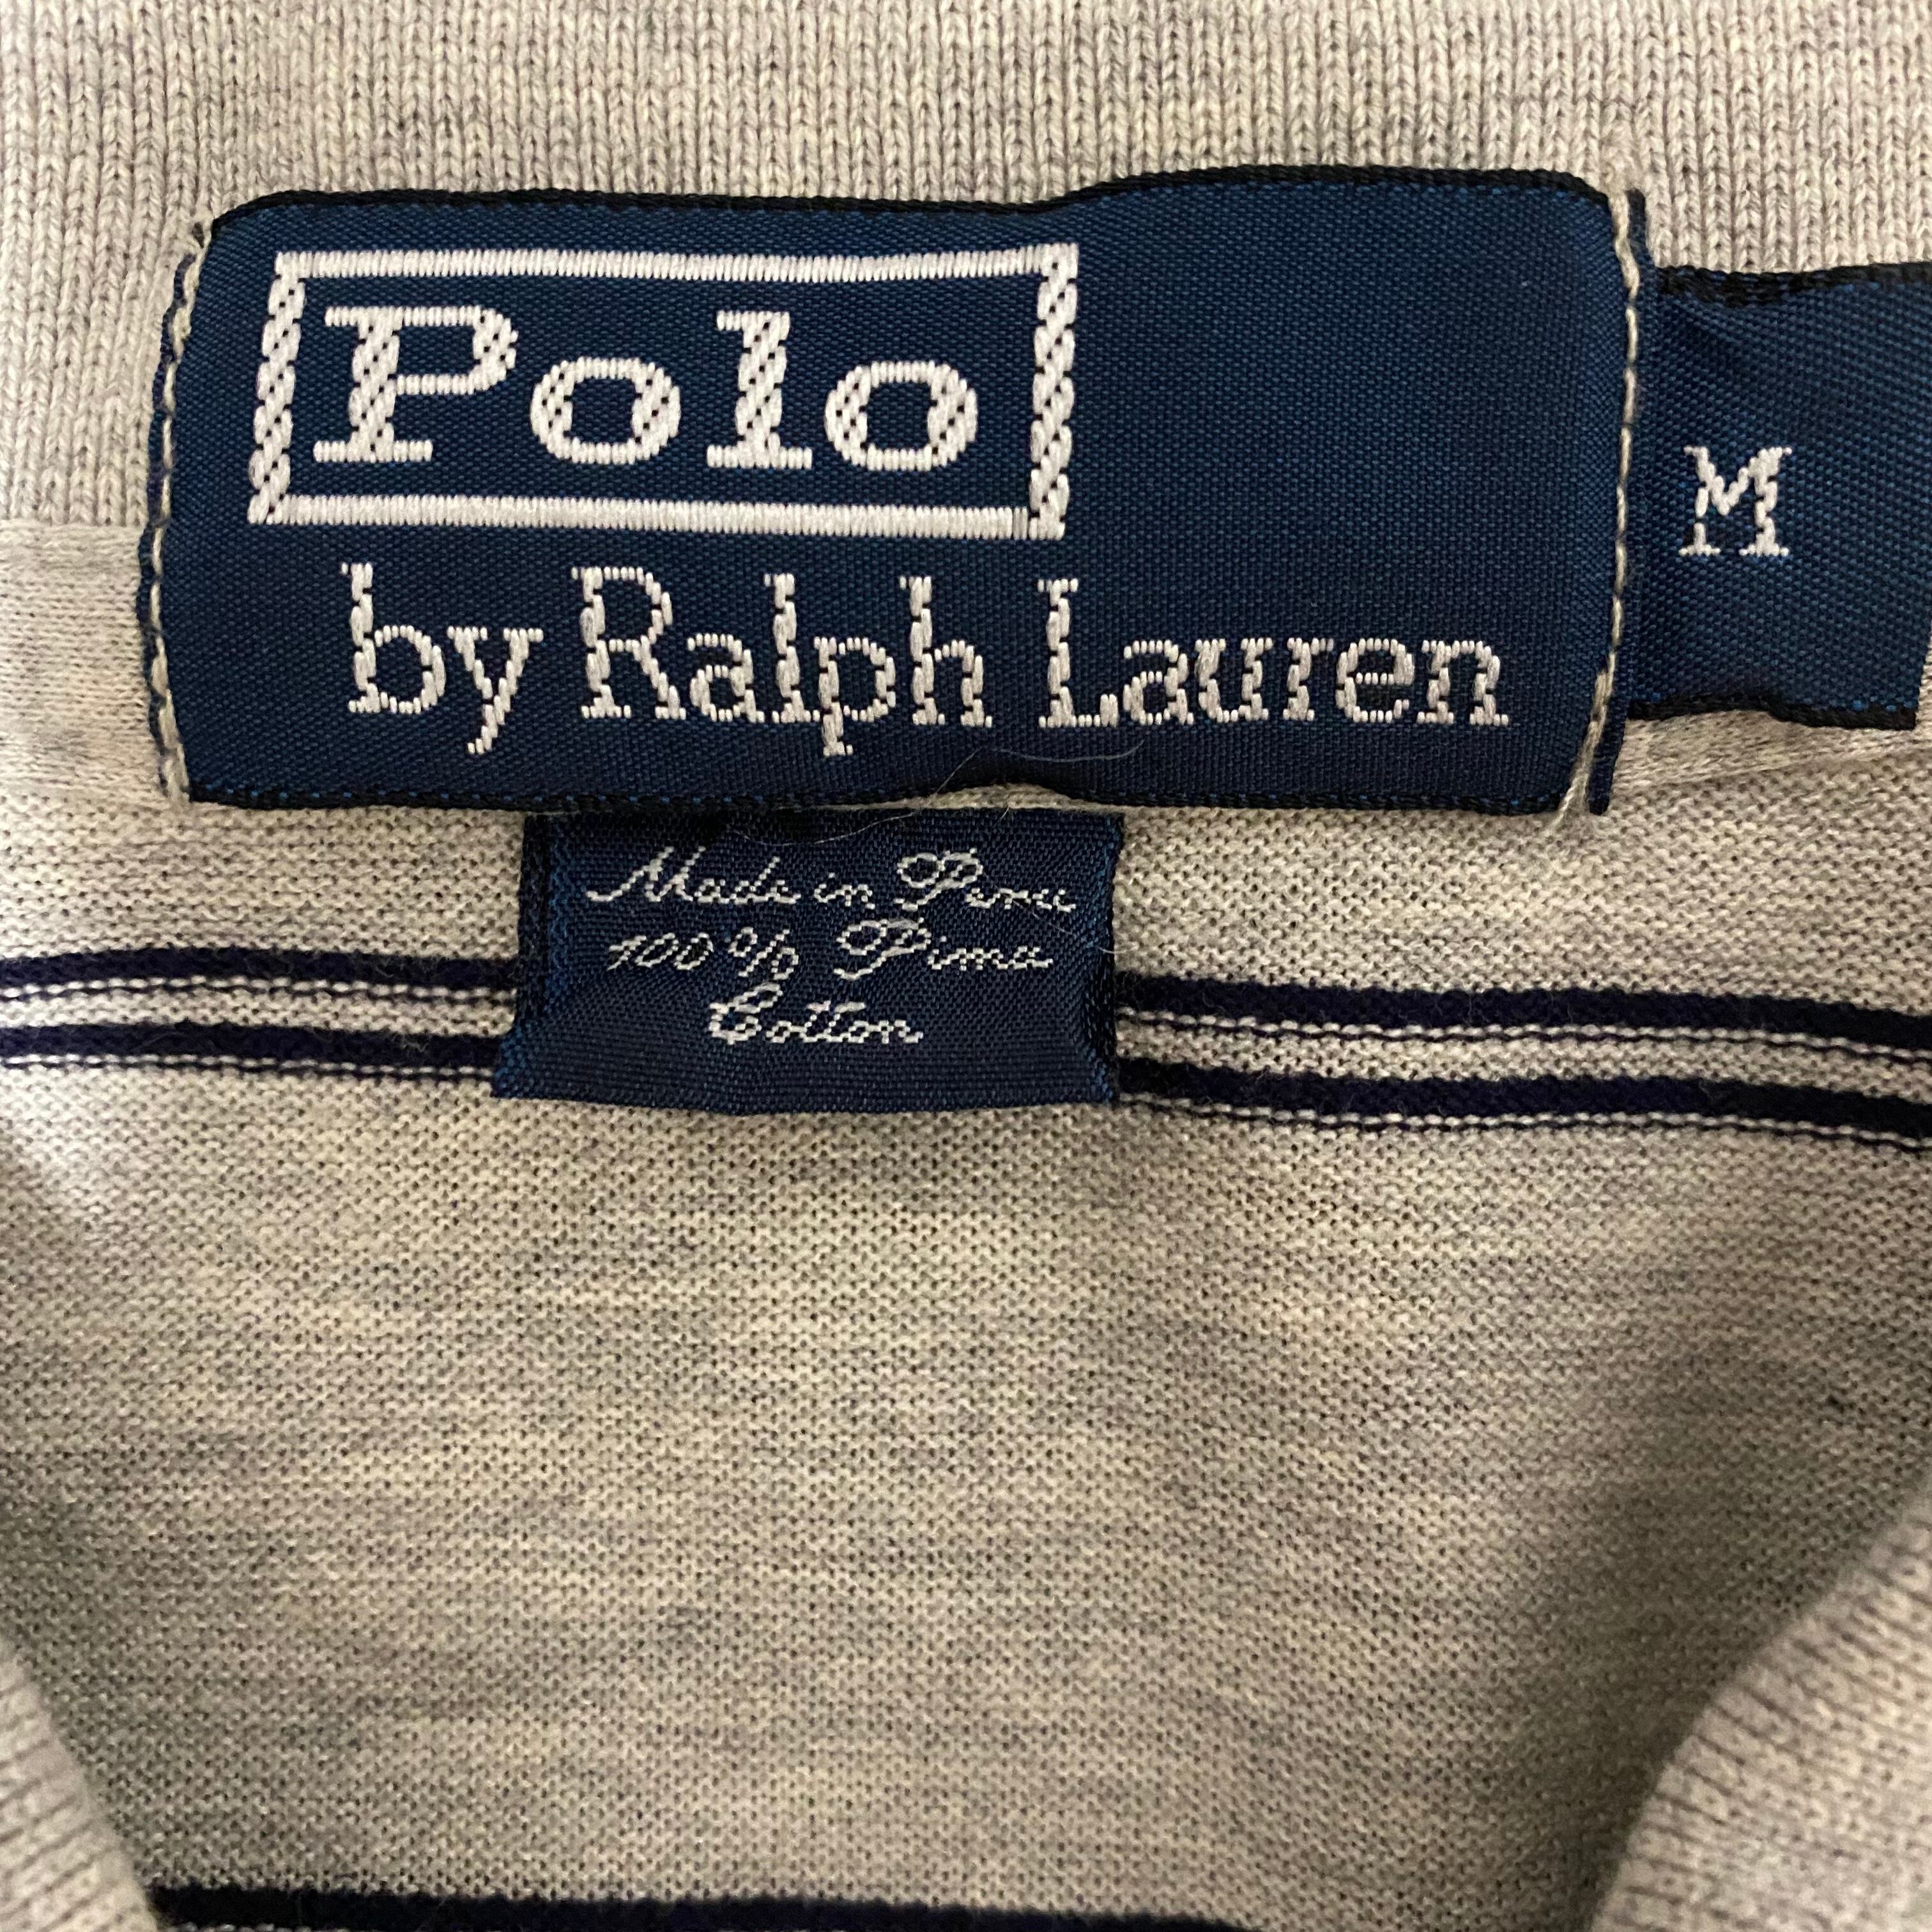 Polo
by Ralph Lauren
M
Made in Peru
100% Pima
Cotton